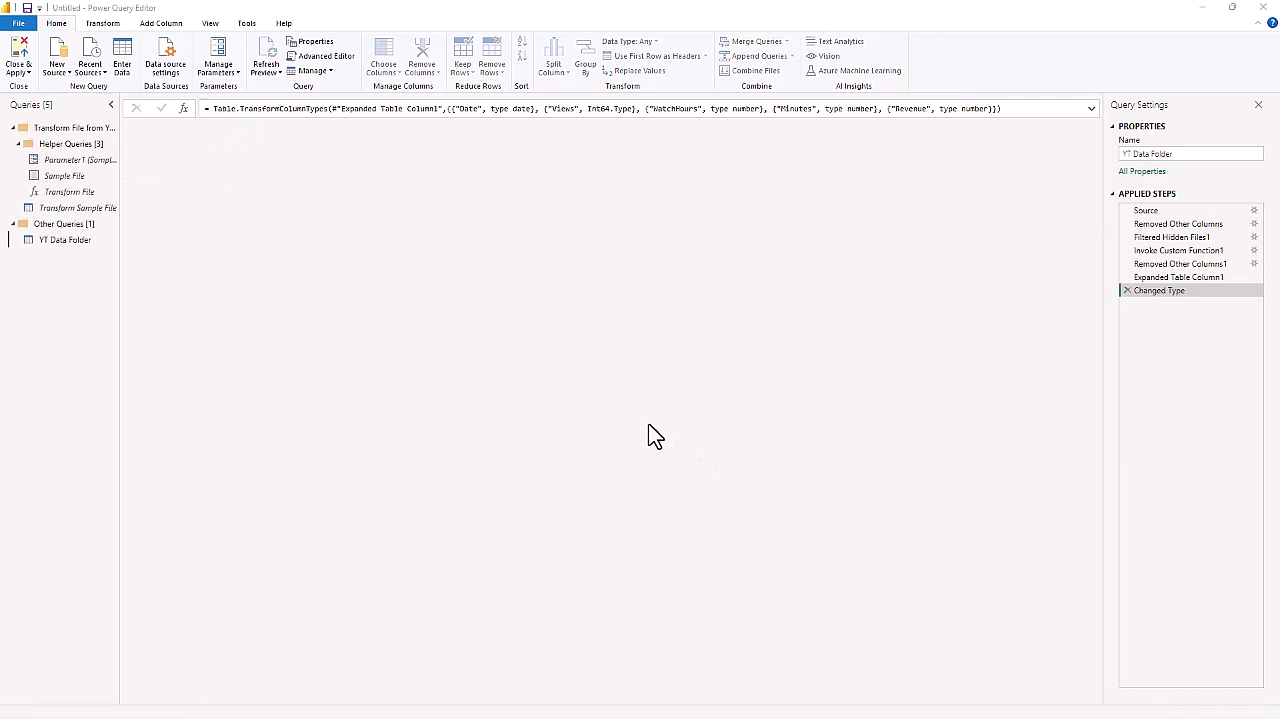 Untitled - Power Query Editor
File Home Transform Add Column View Tools Help
Close & Apply
New Source
Recent Sources
Enter Data
Data source settings
Manage Parameters
Refresh Preview
Properties
Advanced Editor
Manage
Choose Columns
Remove Columns
Keep Rows
Remove Rows
Split Column
Group By
Data Type: Any
Use First Row as Headers
Replace Values
Merge Queries
Append Queries
Combine Files
Text Analytics
Vision
Azure Machine Learning
Close New Query Data Sources Parameters Query Manage Columns Reduce Rows Sort Transform Combine AI Insights
Queries [5]
= Table.TransformColumnTypes(#"Expanded Table Column1",{{"Date", type date}, {"Views", Int64.Type}, {"WatchHours", type number}, {"Minutes", type number}, {"Revenue", type number}})
Transform File from Y...
Helper Queries [3]
Parameter1 (Sampl...
Sample File
fx Transform File
Transform Sample File
Other Queries [1]
YT Data Folder
Query Settings
PROPERTIES
Name
YT Data Folder
All Properties
APPLIED STEPS
Source
Removed Other Columns
Filtered Hidden Files1
Invoke Custom Function1
Removed Other Columns1
Expanded Table Column1
Changed Type